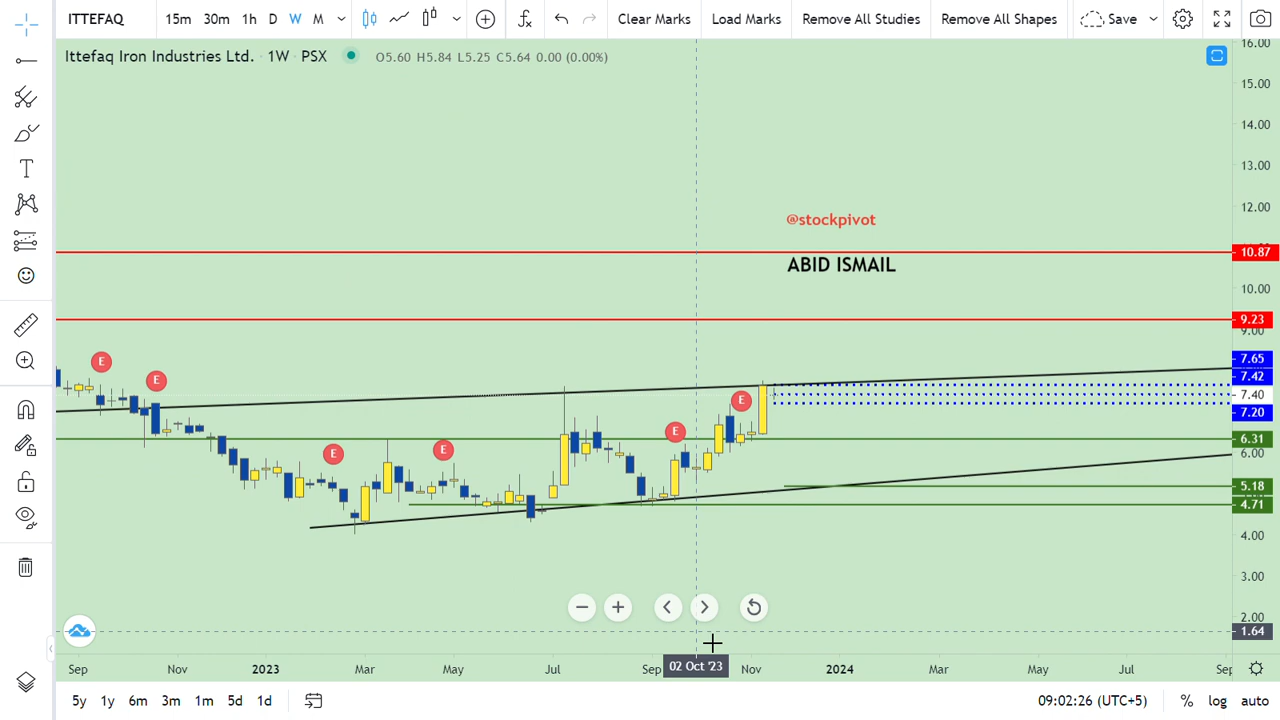 ITTEFAQ 15m 30m 1h D W M Clear Marks Load Marks Remove All Studies Remove All Shapes Save
Ittefaq Iron Industries Ltd. · 1W · PSX O5.60 H5.84 L5.25 C5.64 0.00 (0.00%)
16.00
15.00
14.00
13.00
@stockpivot
12.00
10.87
ABID ISMAIL
10.00
9.23
9.00
E
7.65
E
7.42
7.40
E
7.20
E
6.31
E
E
6.00
5.18
4.71
4.00
3.00
2.00
1.64
Sep Nov 2023 Mar May Jul Sep 02 Oct '23 Nov 2024 Mar May Jul Sep
5y 1y 6m 3m 1m 5d 1d 09:02:26 (UTC+5) % log auto